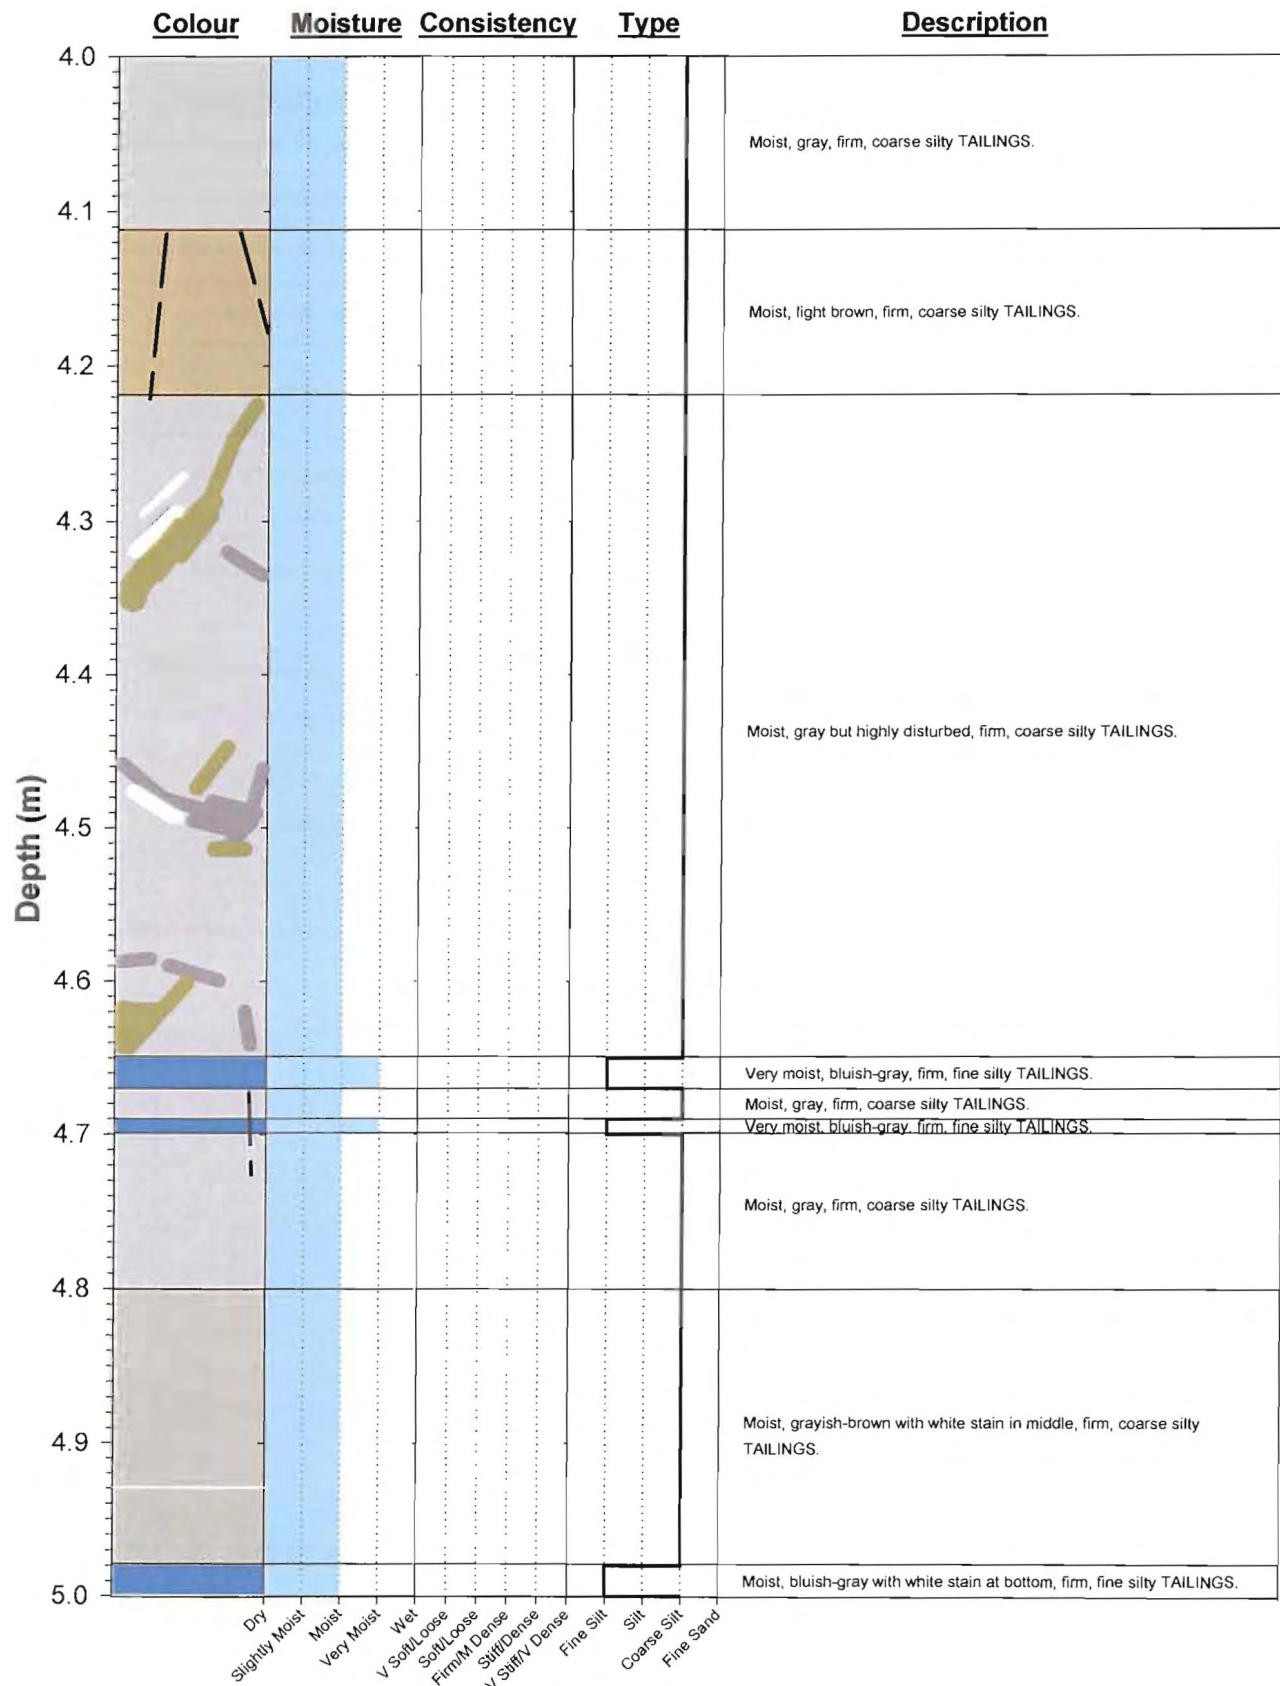 Colour Moisture Consistency Type Description
4.0
Moist, gray, firm, coarse silty TAILINGS.
4.1
Moist, light brown, firm, coarse silty TAILINGS.
4.2
4.3
4.4
Moist, gray but highly disturbed, firm, coarse silty TAILINGS.
Depth (m)
4.5
4.6
Very moist, bluish-gray, firm, fine silty TAILINGS.
Moist, gray, firm, coarse silty TAILINGS.
Very moist, bluish-gray, firm, fine silty TAILINGS.
4.7
Moist, gray, firm, coarse silty TAILINGS.
4.8
Moist, grayish-brown with white stain in middle, firm, coarse silty
TAILINGS.
4.9
Moist, bluish-gray with white stain at bottom, firm, fine silty TAILINGS.
5.0
Dry
Slightly Moist
Moist
Very Moist
Wet
V Soft/Loose
Soft/Loose
Firm/M Dense
Stiff/Dense
V Stiff/V Dense
Fine Silt
Silt
Coarse Silt
Fine Sand